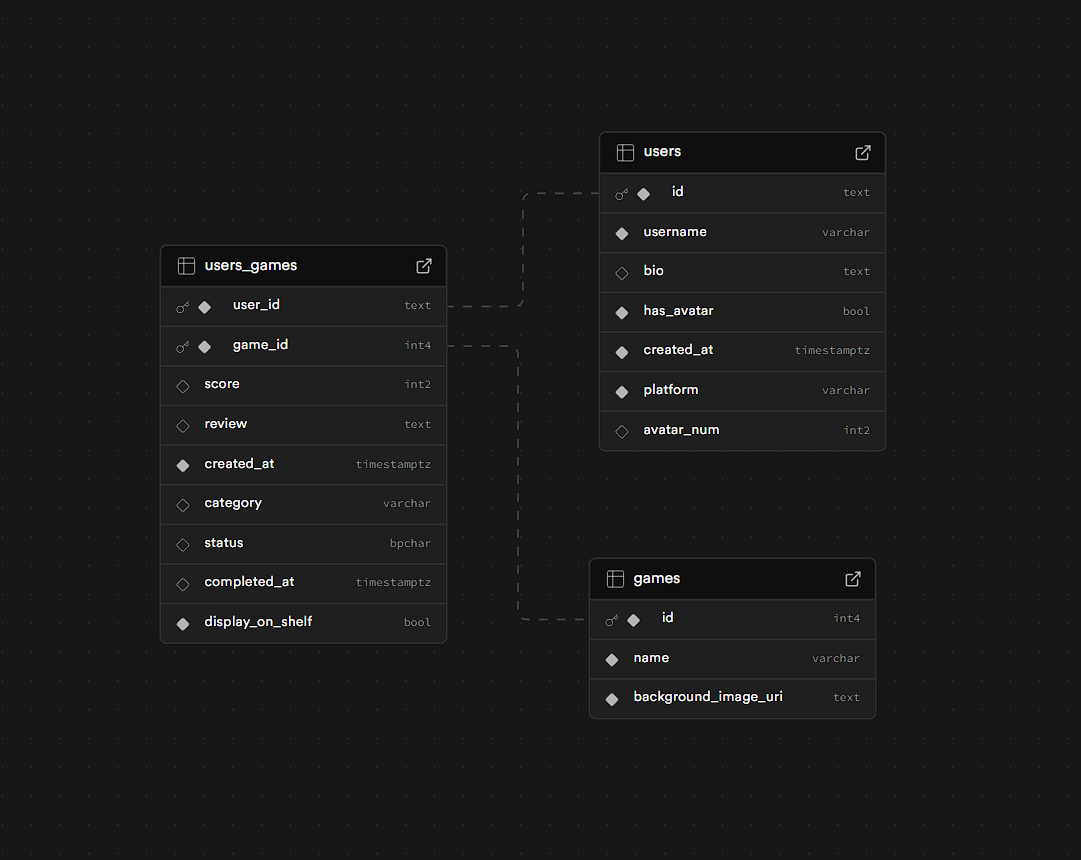 users
id text
username varchar
bio text
has_avatar bool
created_at timestamptz
platform varchar
avatar_num int2
users_games
user_id text
game_id int4
score int2
review text
created_at timestamptz
category varchar
status bpchar
completed_at timestamptz
display_on_shelf bool
games
id int4
name varchar
background_image_uri text